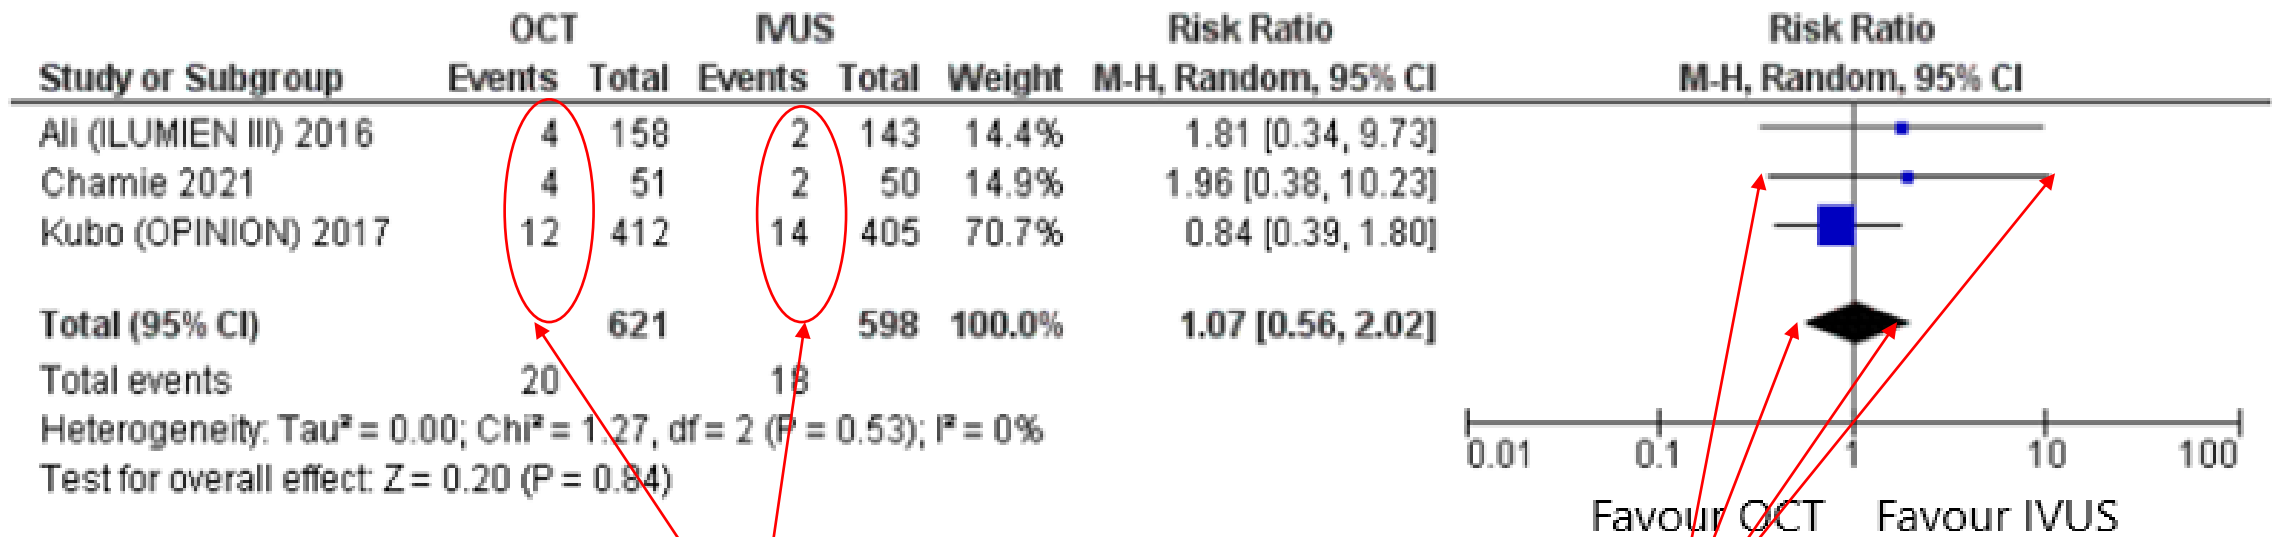 OCT IVUS Risk Ratio Risk Ratio
Study or Subgroup Events Total Events Total Weight M-H, Random, 95% CI M-H, Random, 95% CI
Ali (ILUMIEN III) 2016 4 158 2 143 14.4% 1.81 [0.34, 9.73]
Chamie 2021 4 51 2 50 14.9% 1.96 [0.38, 10.23]
Kubo (OPINION) 2017 12 412 14 405 70.7% 0.84 [0.39, 1.80]
Total (95% CI) 621 598 100.0% 1.07 [0.56, 2.02]
Total events 20 18
Heterogeneity: Tau² = 0.00; Chi² = 1.27, df = 2 (P = 0.53); I² = 0%
Test for overall effect: Z = 0.20 (P = 0.84)
0.01 0.1 1 10 100
Favour OCT Favour IVUS